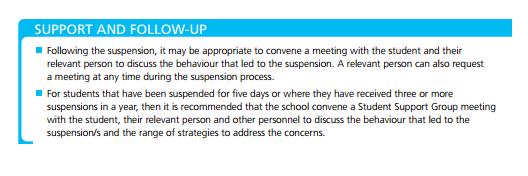 SUPPORT AND FOLLOW-UP
Following the suspension, it may be appropriate to convene a meeting with the student and their
relevant person to discuss the behaviour that led to the suspension. A relevant person can also request
a meeting at any time during the suspension process.
For students that have been suspended for five days or where they have received three or more
suspensions in a year, then it is recommended that the school convene a Student Support Group meeting
with the student, their relevant person and other personnel to discuss the behaviour that led to the
suspension/s and the range of strategies to address the concerns.